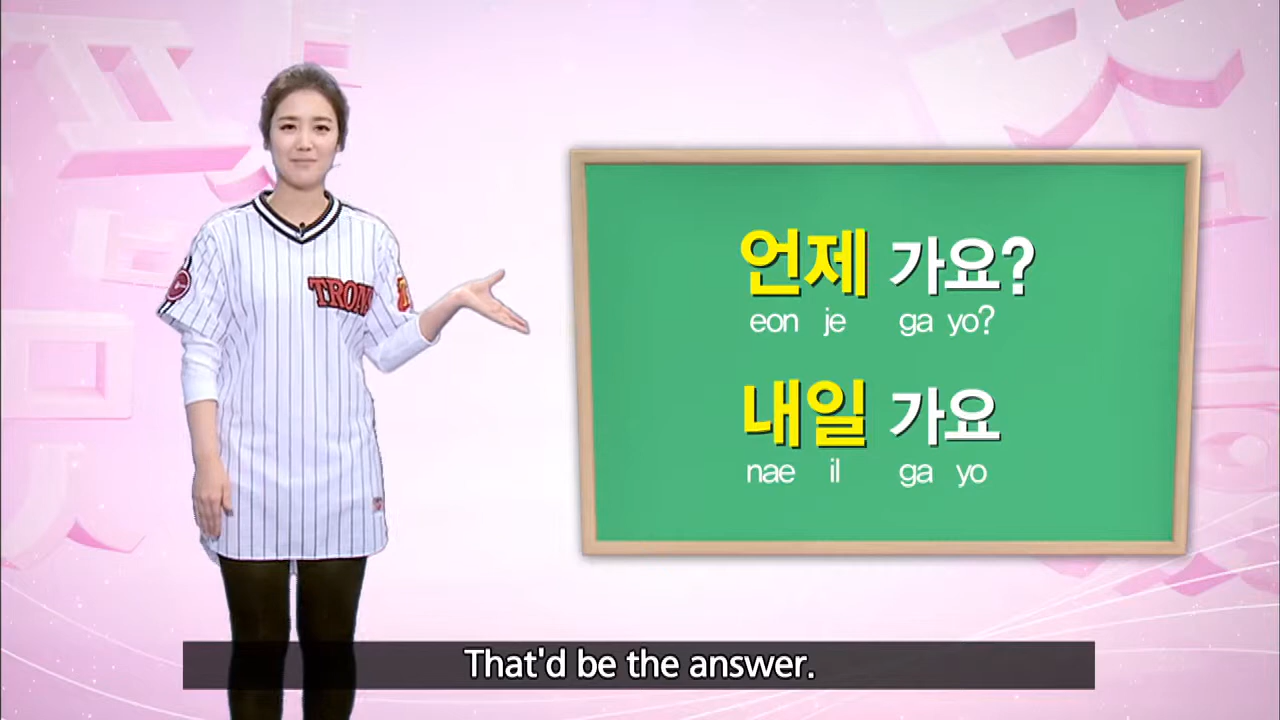 언제 가요?
eon je ga yo?
내일 가요
nae il ga yo
That'd be the answer.